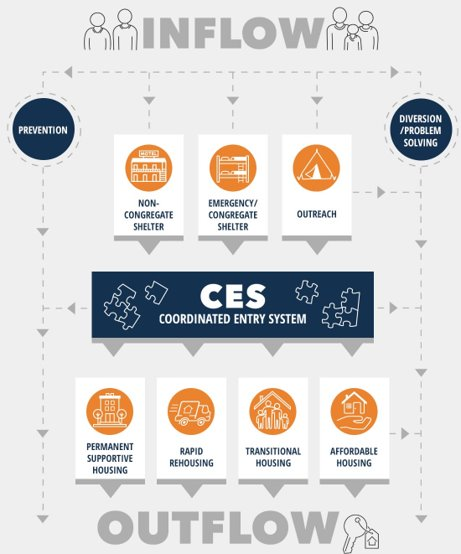 INFLOW
PREVENTION
DIVERSION
/PROBLEM
SOLVING
MOTEL
NON-
CONGREGATE
SHELTER
EMERGENCY/
CONGREGATE
SHELTER
OUTREACH
CES
COORDINATED ENTRY SYSTEM
PERMANENT
SUPPORTIVE
HOUSING
RAPID
REHOUSING
TRANSITIONAL
HOUSING
AFFORDABLE
HOUSING
OUTFLOW